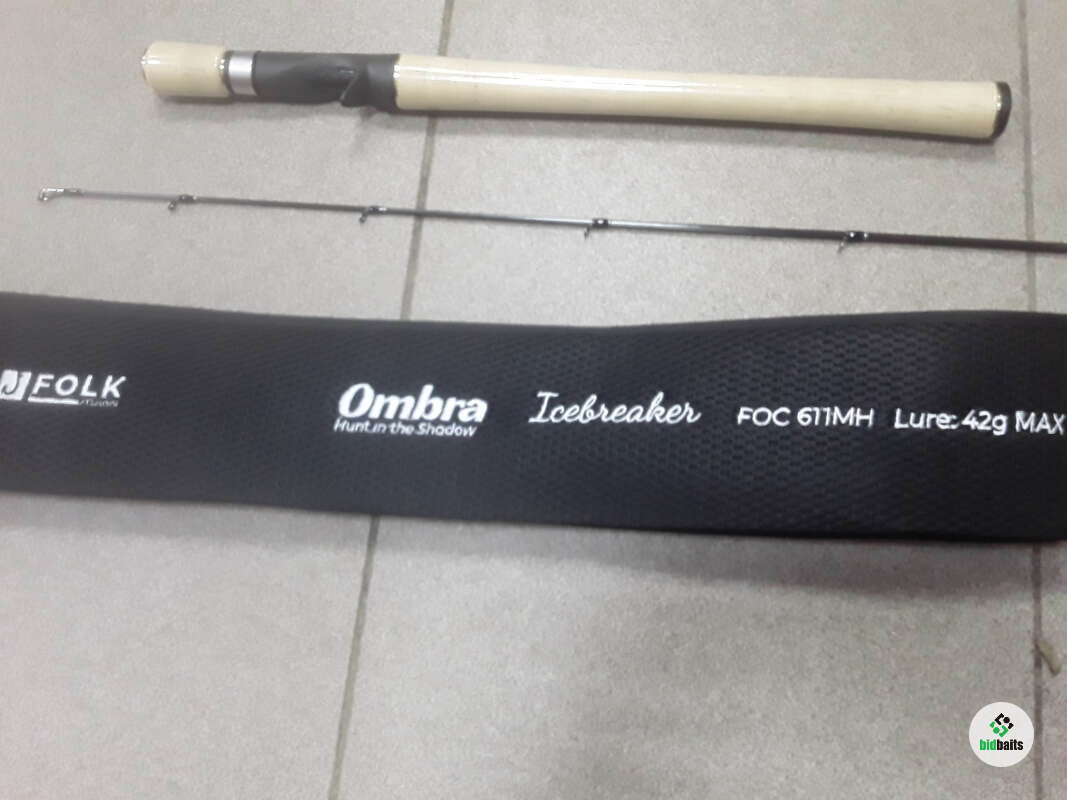 J FOLK
Ombra
Hunt in the Shadow
Icebreaker
FOC 611MH Lure: 42g MAX
bidbaits